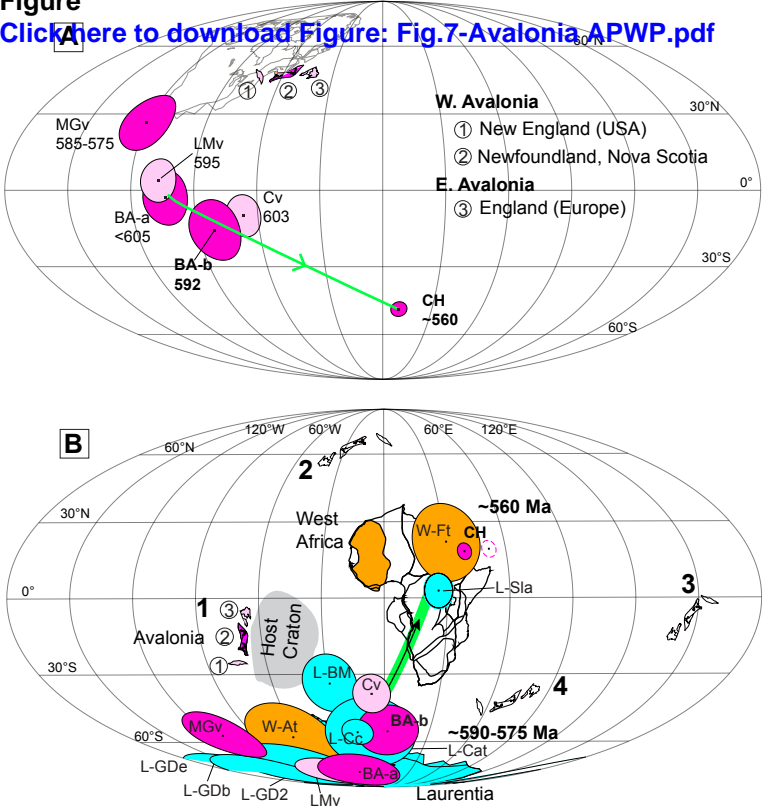 Figure
Click here to download Figure: Fig.7-Avalonia APWP.pdf
A
60°N
1 2 3
W. Avalonia
30°N
1 New England (USA)
2 Newfoundland, Nova Scotia
E. Avalonia
3 England (Europe)
0°
MGv
585-575
LMv
595
Cv
603
BA-a
<605
BA-b
592
30°S
CH
~560
60°S
B
120°W 60°W 60°E 120°E
60°N
2
30°N
West
Africa
W-Ft
~560 Ma
CH
L-Sla
0°
1
3
Avalonia
2
1
Host
Craton
3
30°S
L-BM
Cv
4
MGv
W-At
L-Cc
BA-b
~590-575 Ma
60°S
L-Cat
L-GDe
L-GDb
L-GD2
LMv
BA-a
Laurentia